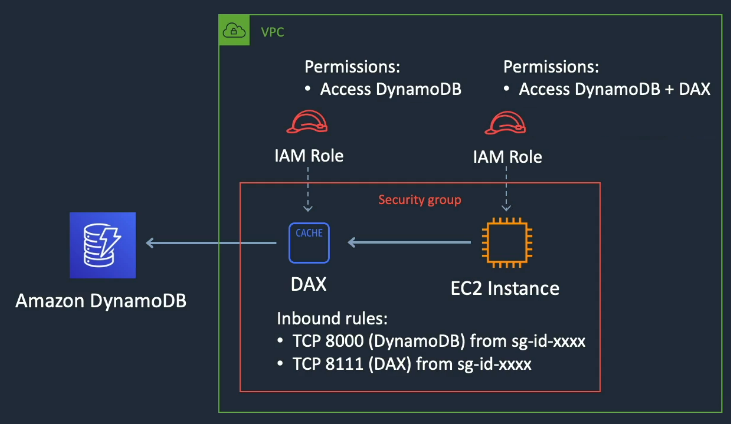 VPC
Permissions:
• Access DynamoDB
Permissions:
• Access DynamoDB + DAX
IAM Role
IAM Role
Security group
CACHE
DAX
EC2 Instance
Amazon DynamoDB
Inbound rules:
• TCP 8000 (DynamoDB) from sg-id-xxxx
• TCP 8111 (DAX) from sg-id-xxxx